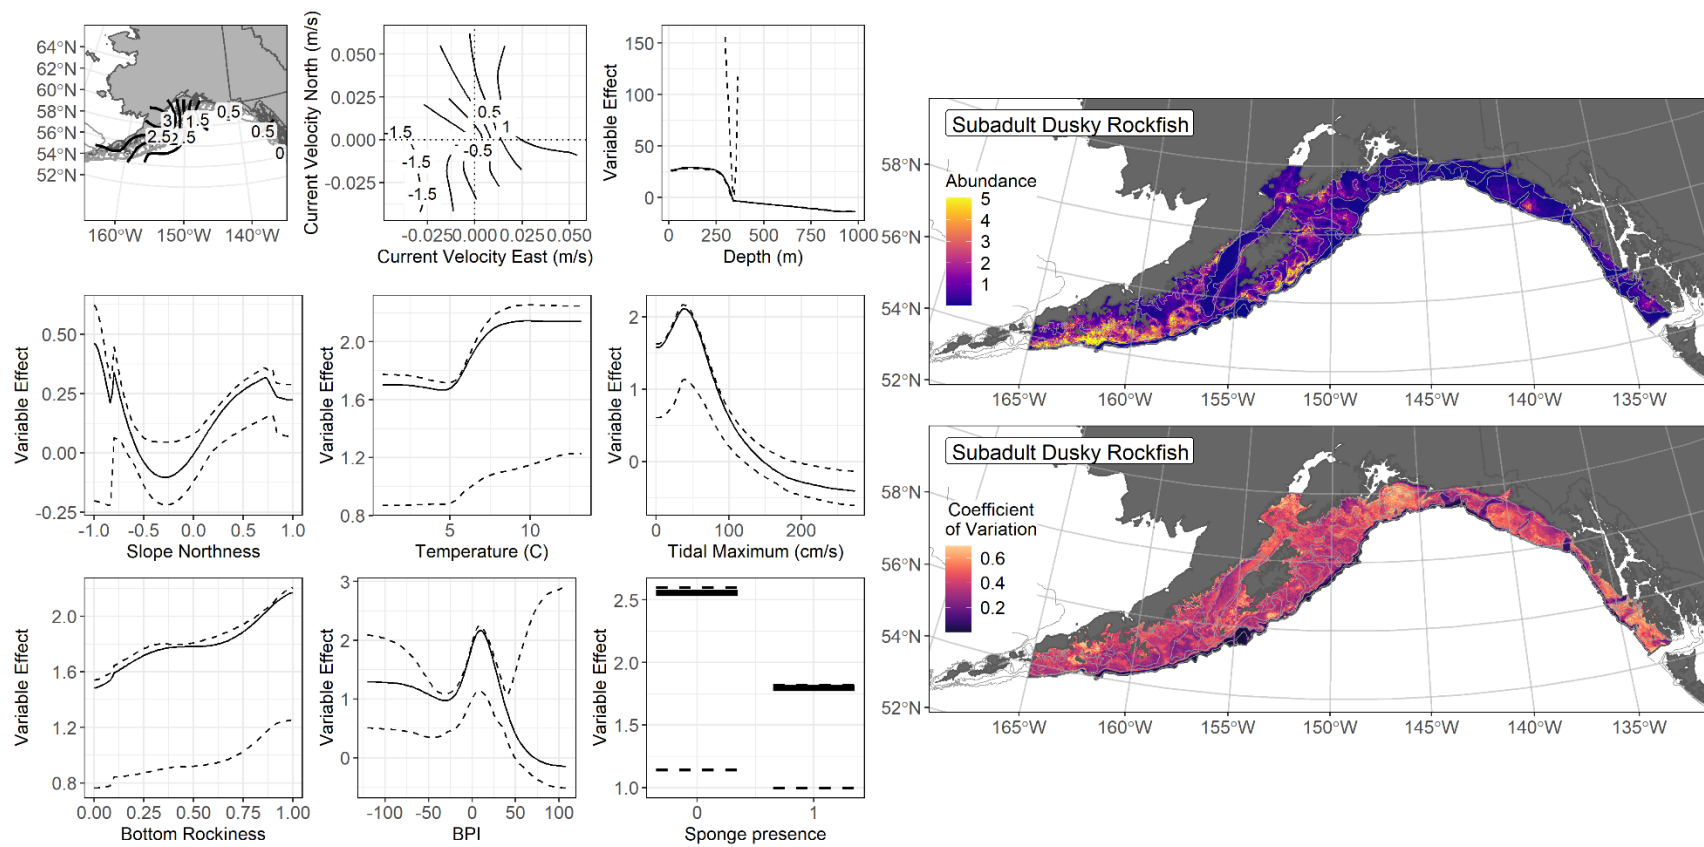 64°N
62°N
60°N
58°N
56°N
54°N
52°N
160°W
150°W
140°W
0.5
3
1.5
2.5
2.5
0.5
0
Current Velocity North (m/s)
0.050
0.025
0.000
-0.025
-1.5
-1.5
-1.5
0.5
1
-0.5
-0.025
0.000
0.025
0.050
Current Velocity East (m/s)
Variable Effect
150
100
50
0
0
250
500
750
1000
Depth (m)
Variable Effect
0.50
0.25
0.00
-0.25
-1.0
-0.5
0.0
0.5
1.0
Slope Northness
Variable Effect
2.0
1.6
1.2
0.8
5
10
Temperature (C)
Variable Effect
2
1
0
0
100
200
Tidal Maximum (cm/s)
Variable Effect
2.0
1.6
1.2
0.8
0.00
0.25
0.50
0.75
1.00
Bottom Rockiness
Variable Effect
3
2
1
0
-100
-50
0
50
100
BPI
Variable Effect
2.5
2.0
1.5
1.0
0
1
Sponge presence
Subadult Dusky Rockfish
Abundance
5
4
3
2
1
58°N
56°N
54°N
52°N
165°W
160°W
155°W
150°W
145°W
140°W
135°W
Subadult Dusky Rockfish
Coefficient
of Variation
0.6
0.4
0.2
58°N
56°N
54°N
52°N
165°W
160°W
155°W
150°W
145°W
140°W
135°W